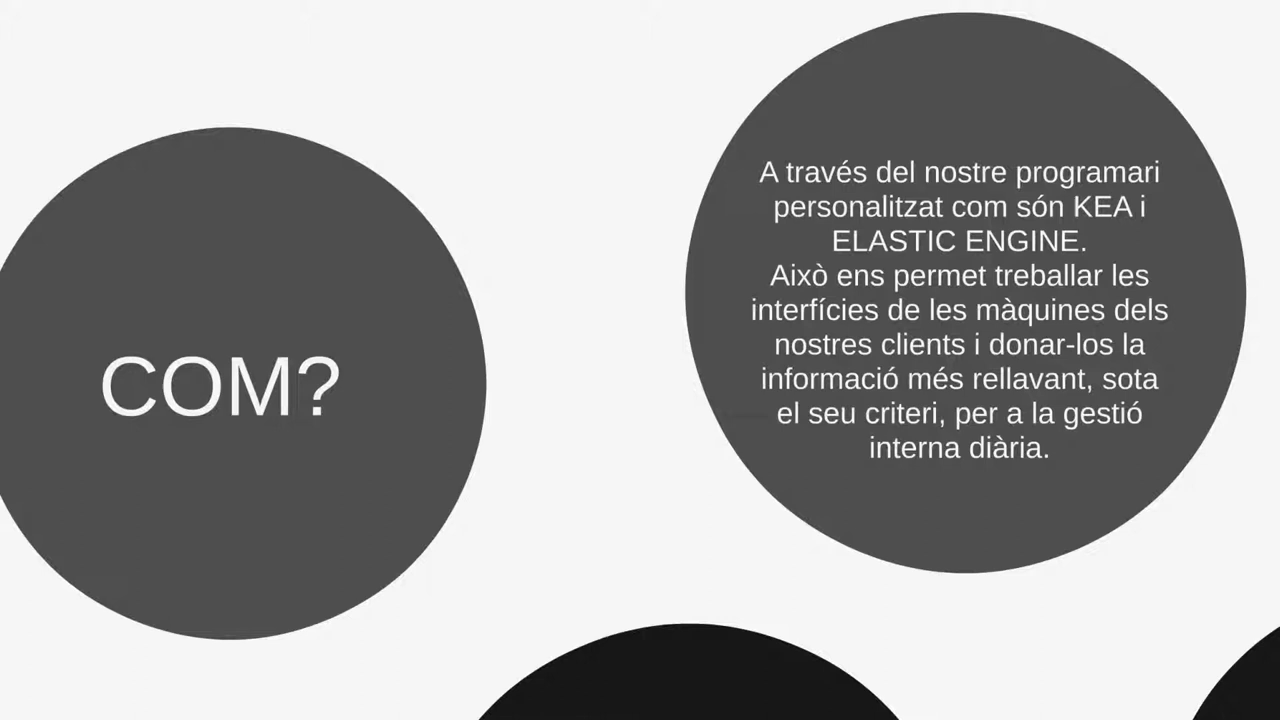 COM?
A través del nostre programari
personalitzat com són KEA i
ELASTIC ENGINE.
Això ens permet treballar les
interfícies de les màquines dels
nostres clients i donar-los la
informació més rellavant, sota
el seu criteri, per a la gestió
interna diària.